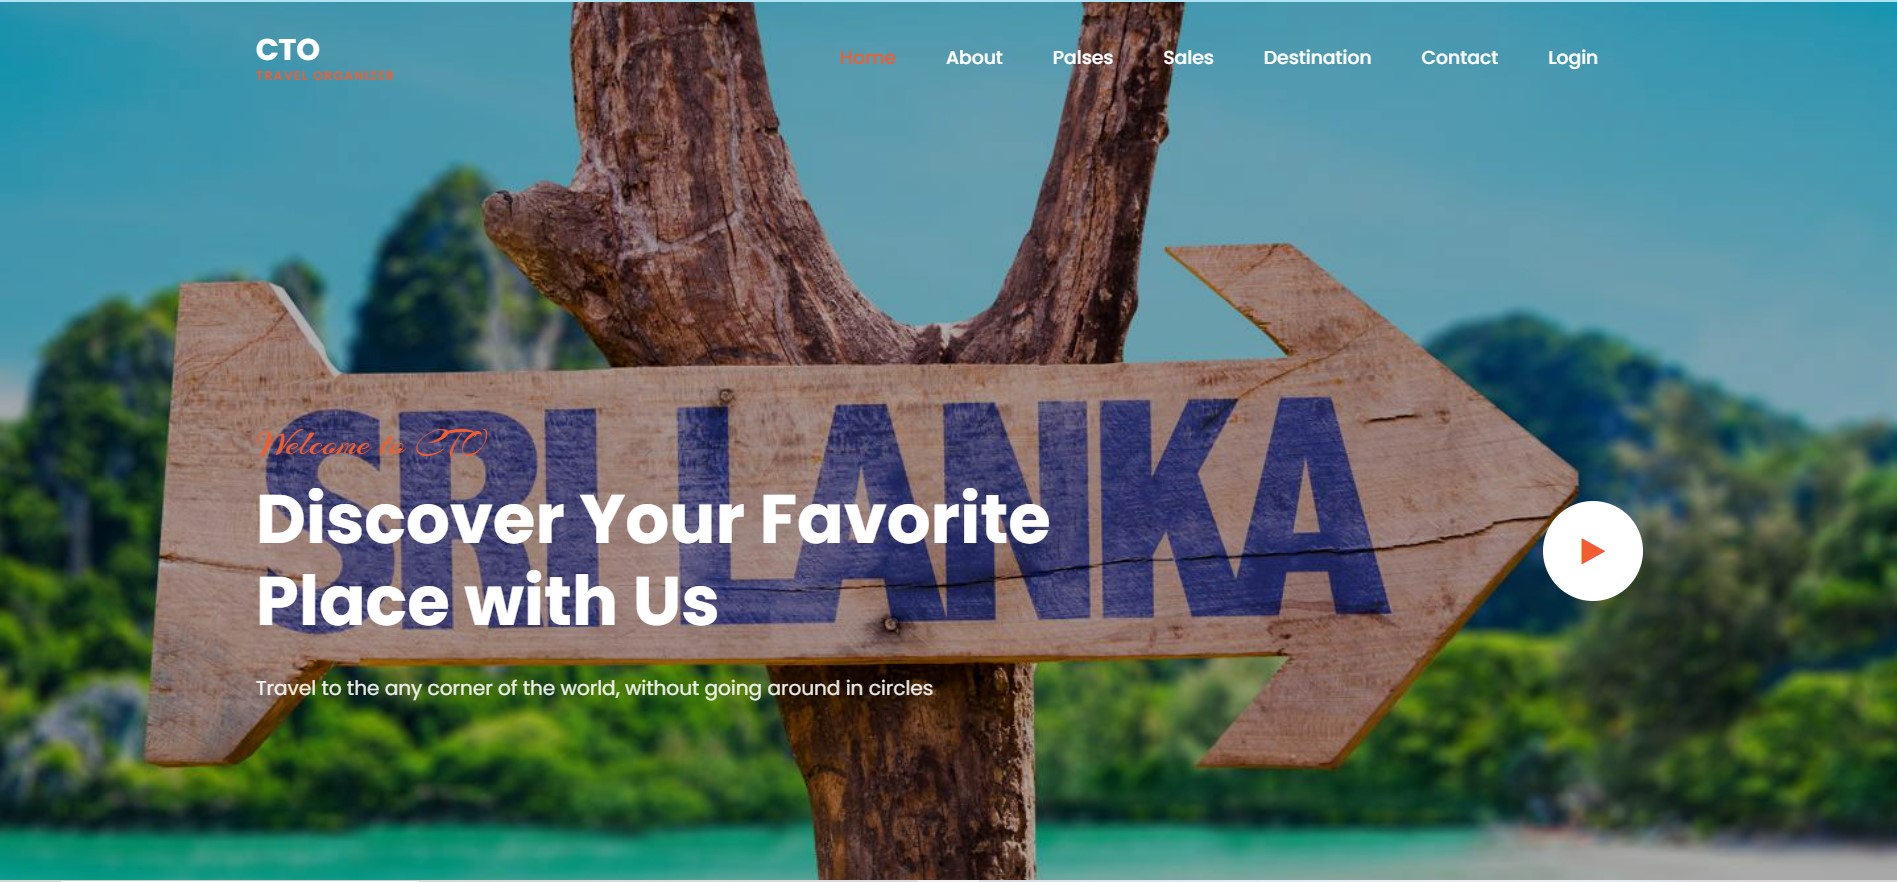 CTO
TRAVEL ORGANIZER
Home About Palses Sales Destination Contact Login
SRI LANKA
Welcome to CTO
Discover Your Favorite
Place with Us
Travel to the any corner of the world, without going around in circles